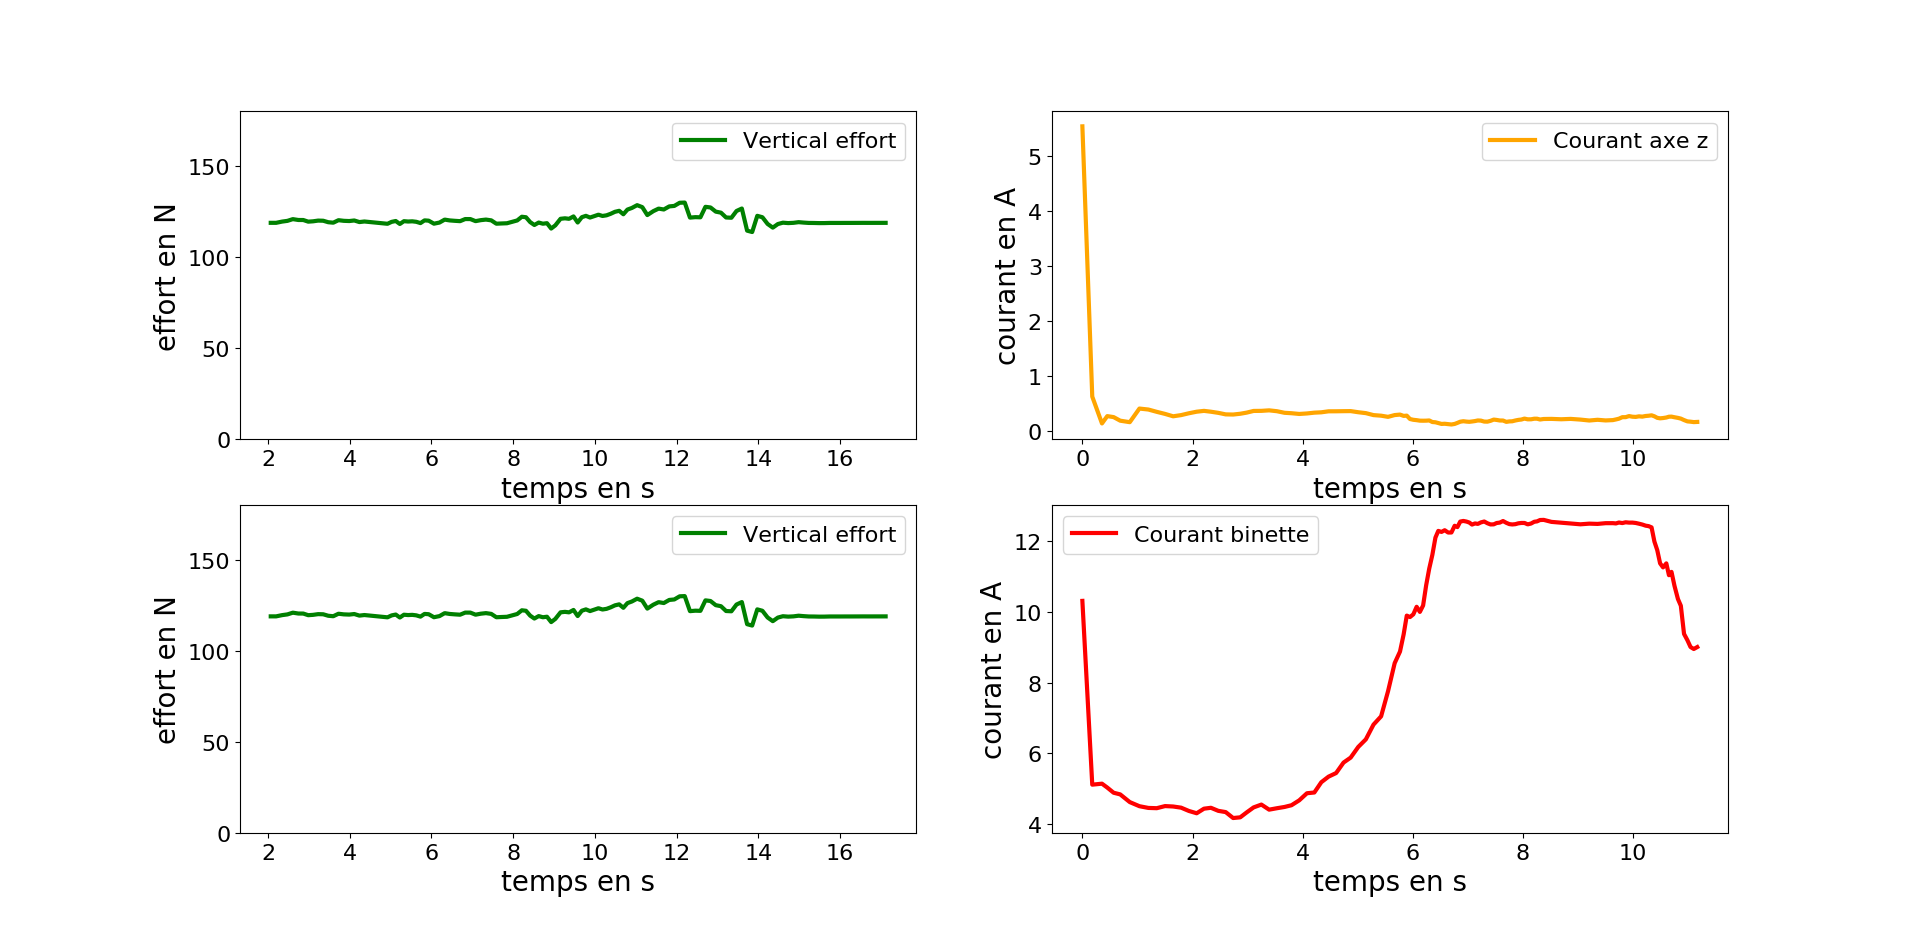 Vertical effort
effort en N
150
100
50
0
2 4 6 8 10 12 14 16
temps en s
Courant axe z
courant en A
5
4
3
2
1
0
0 2 4 6 8 10
temps en s
Vertical effort
effort en N
150
100
50
0
2 4 6 8 10 12 14 16
temps en s
Courant binette
courant en A
12
10
8
6
4
0 2 4 6 8 10
temps en s